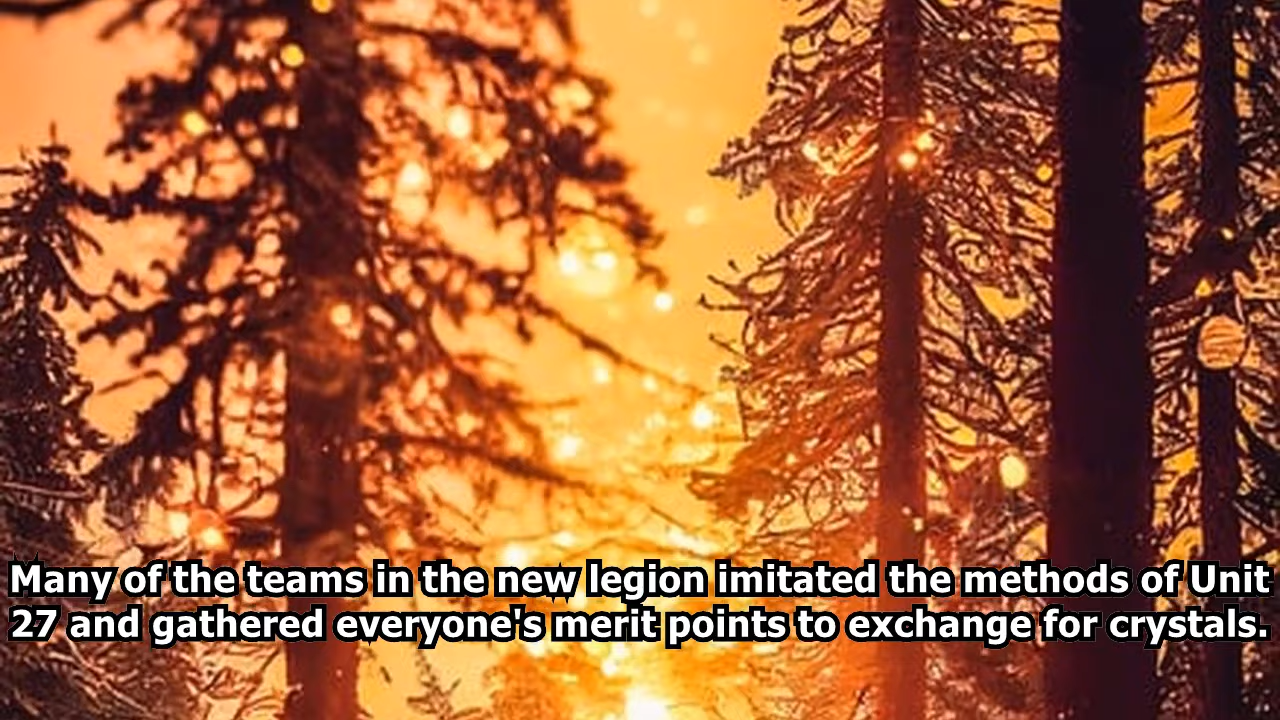 Many of the teams in the new legion imitated the methods of Unit
27 and gathered everyone's merit points to exchange for crystals.